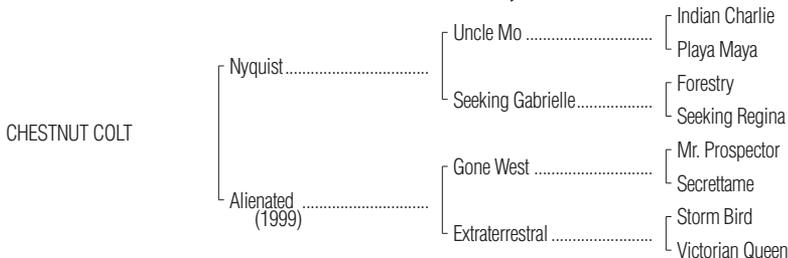 Indian Charlie
Uncle Mo ..............................
Playa Maya
Nyquist .................................
Forestry
Seeking Gabrielle..................
Seeking Regina
CHESTNUT COLT
Mr. Prospector
Gone West ............................
Secrettame
Alienated ..............................
(1999)
Storm Bird
Extraterrestral ........................
Victorian Queen